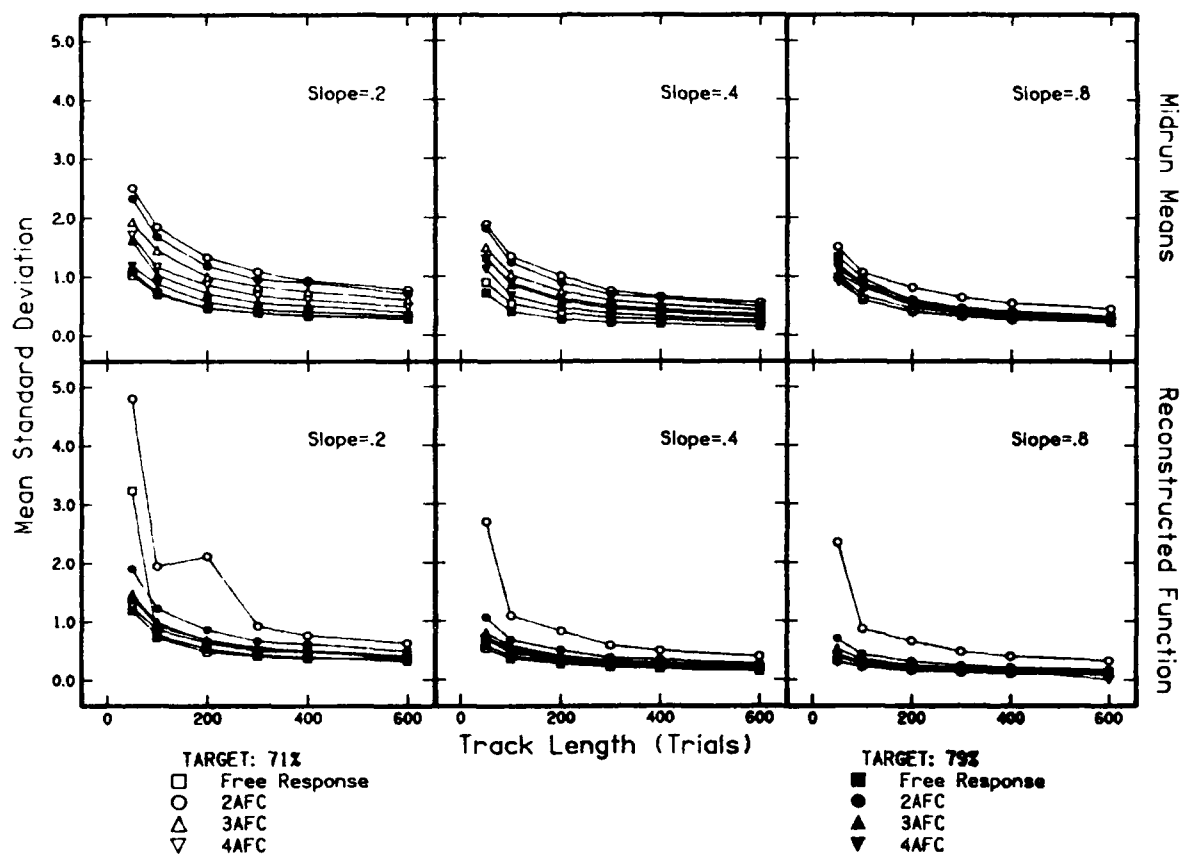 5.0
4.0
3.0
2.0
1.0
0.0
Slope=.2
Slope=.4
Slope=.8
Midrun Means
Mean Standard Deviation
5.0
4.0
3.0
2.0
1.0
0.0
Slope=.2
Slope=.4
Slope=.8
Reconstructed Function
0 200 400 600
0 200 400 600
0 200 400 600
Track Length (Trials)
TARGET: 71%
Free Response
2AFC
3AFC
4AFC
TARGET: 79%
Free Response
2AFC
3AFC
4AFC